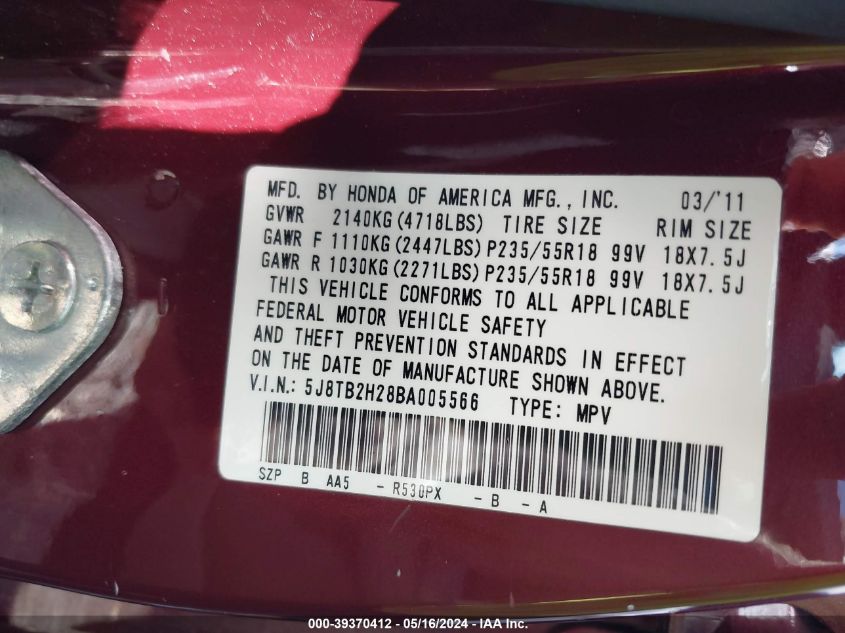 MFD. BY HONDA OF AMERICA MFG., INC. 03/'11
GVWR 2140KG(4718LBS) TIRE SIZE RIM SIZE
GAWR F 1110KG(2447LBS) P235/55R18 99V 18X7.5J
GAWR R 1030KG(2271LBS) P235/55R18 99V 18X7.5J
THIS VEHICLE CONFORMS TO ALL APPLICABLE
FEDERAL MOTOR VEHICLE SAFETY
AND THEFT PREVENTION STANDARDS IN EFFECT
ON THE DATE OF MANUFACTURE SHOWN ABOVE.
V.I.N.: 5J8TB2H28BA005566 TYPE: MPV
SZP B AA5 - R530PX - B - A
000-39370412 - 05/16/2024 - IAA Inc.